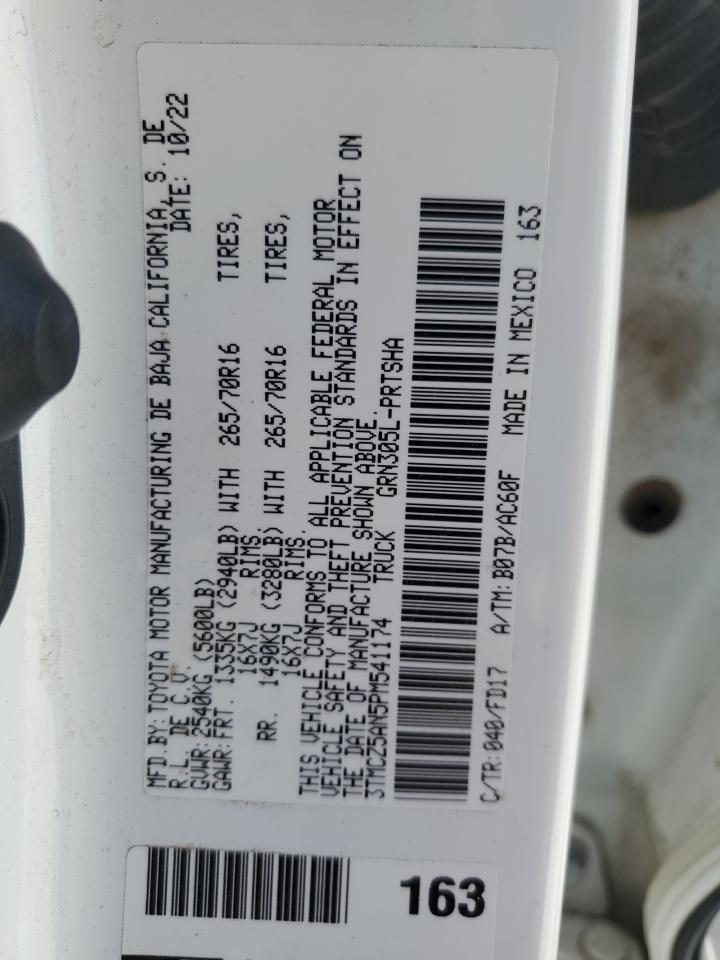 MFD BY: TOYOTA MOTOR MANUFACTURING DE BAJA CALIFORNIA, S. DE
R.L. DE C.V. DATE: 10/22
GVWR: 2540KG (5600LB)
GAWR: FRT. 1335KG (2940LB) WITH 265/70R16 TIRES,
16X7J RIMS.
RR. 1490KG (3280LB) WITH 265/70R16 TIRES,
16X7J RIMS.
THIS VEHICLE CONFORMS TO ALL APPLICABLE FEDERAL MOTOR
VEHICLE SAFETY AND THEFT PREVENTION STANDARDS IN EFFECT ON
THE DATE OF MANUFACTURE SHOWN ABOVE.
3TMCZ5AN5PM541174 TRUCK GRN305L-PRTSHA
C/TR: 040/FD17 A/TM: B07B/AC60F MADE IN MEXICO 163
163